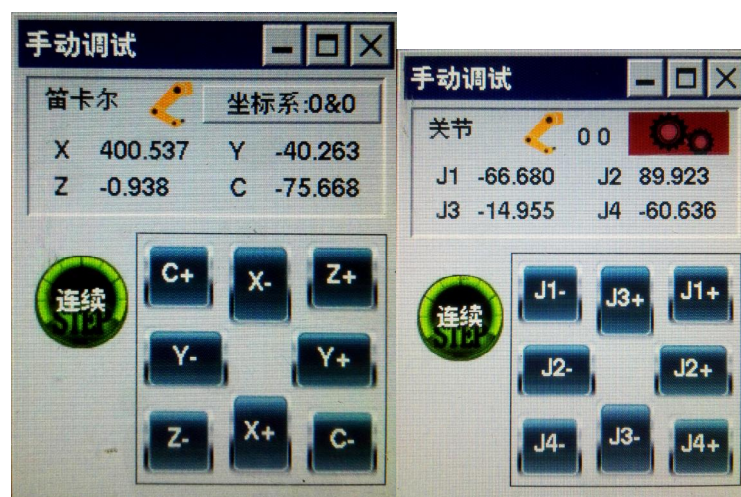 手动调试
笛卡尔 坐标系:0&0
X 400.537 Y -40.263
Z -0.938 C -75.668
连续
STEP
C+ X- Z+
Y- Y+
Z- X+ C-
手动调试
关节 0 0
J1 -66.680 J2 89.923
J3 -14.955 J4 -60.636
连续
STEP
J1- J3+ J1+
J2- J2+
J4- J3- J4+